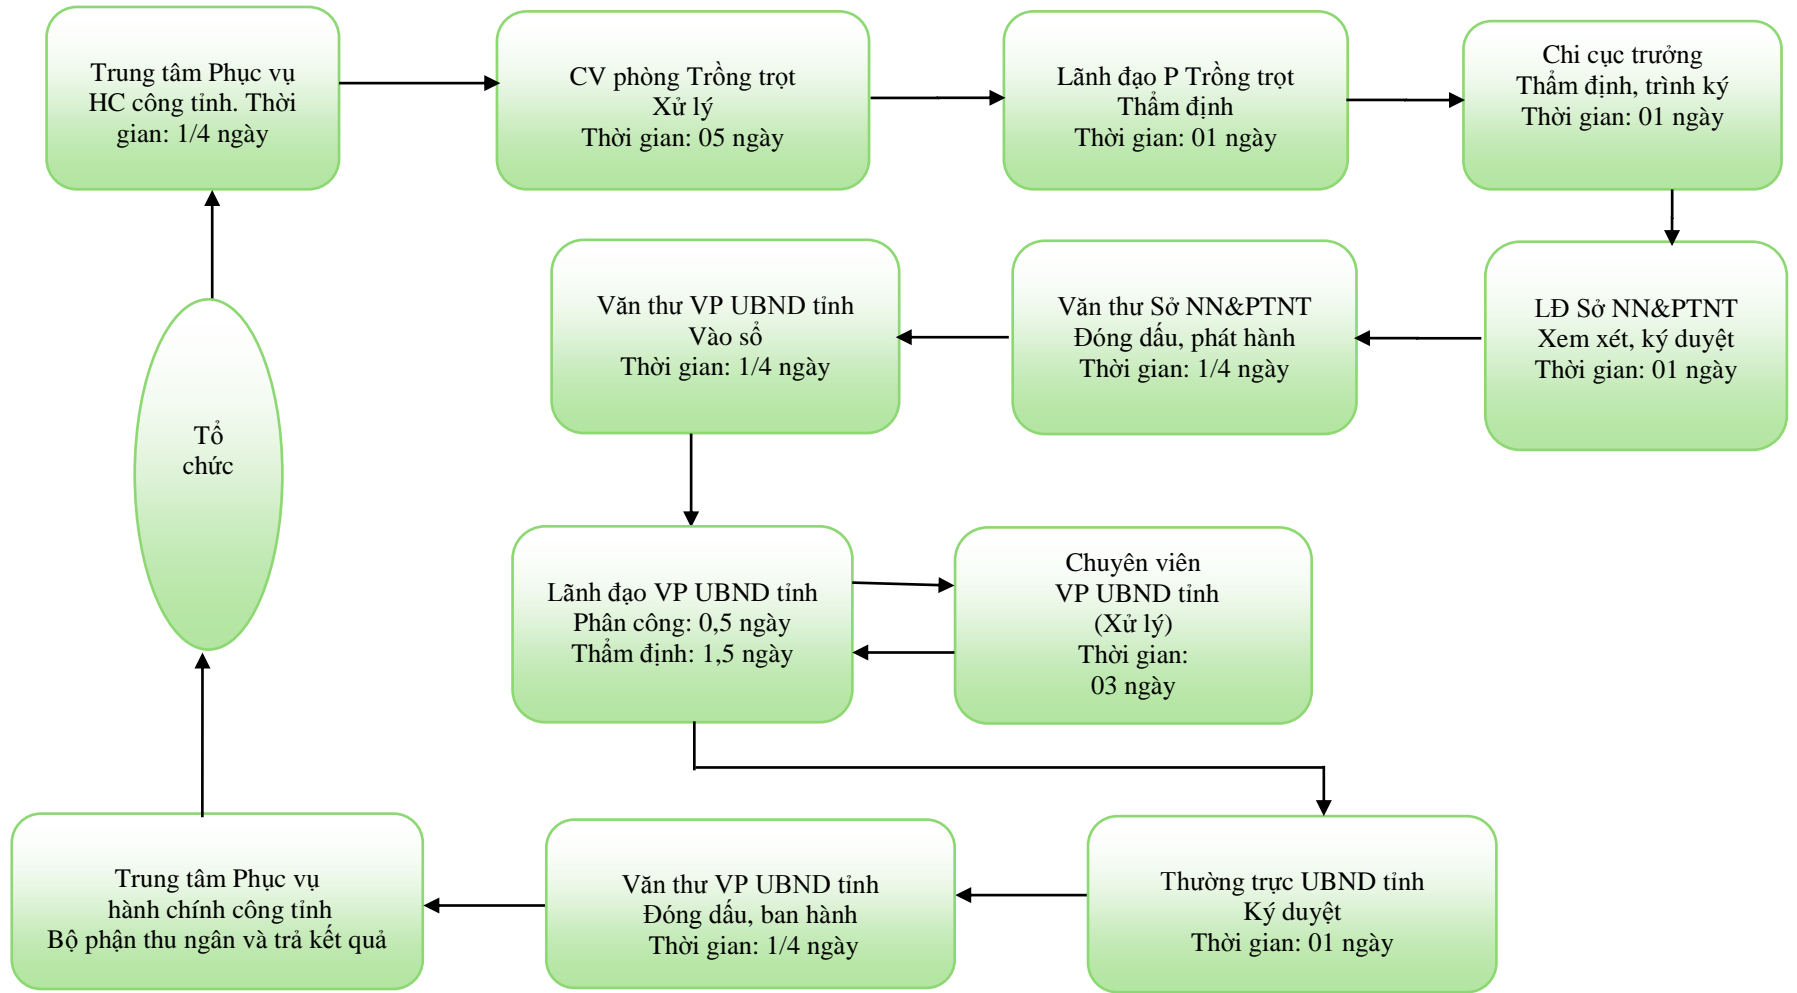 Trung tâm Phục vụ
HC công tỉnh. Thời
gian: 1/4 ngày
CV phòng Trồng trọt
Xử lý
Thời gian: 05 ngày
Lãnh đạo P Trồng trọt
Thẩm định
Thời gian: 01 ngày
Chi cục trưởng
Thẩm định, trình ký
Thời gian: 01 ngày
LĐ Sở NN&PTNT
Xem xét, ký duyệt
Thời gian: 01 ngày
Văn thư Sở NN&PTNT
Đóng dấu, phát hành
Thời gian: 1/4 ngày
Văn thư VP UBND tỉnh
Vào sổ
Thời gian: 1/4 ngày
Lãnh đạo VP UBND tỉnh
Phân công: 0,5 ngày
Thẩm định: 1,5 ngày
Chuyên viên
VP UBND tỉnh
(Xử lý)
Thời gian:
03 ngày
Thường trực UBND tỉnh
Ký duyệt
Thời gian: 01 ngày
Văn thư VP UBND tỉnh
Đóng dấu, ban hành
Thời gian: 1/4 ngày
Trung tâm Phục vụ
hành chính công tỉnh
Bộ phận thu ngân và trả kết quả
Tổ
chức